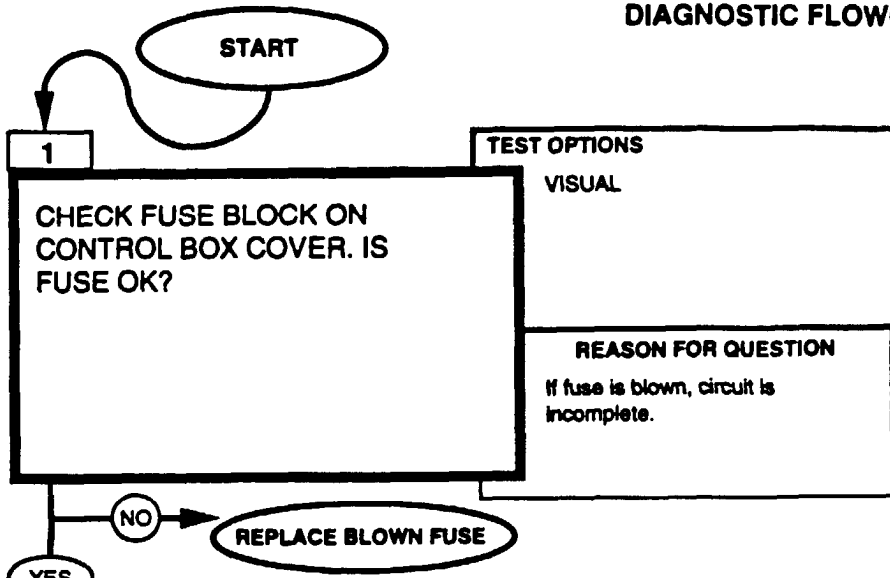 DIAGNOSTIC FLOW
START
1
CHECK FUSE BLOCK ON
CONTROL BOX COVER. IS
FUSE OK?
TEST OPTIONS
VISUAL
REASON FOR QUESTION
If fuse is blown, circuit is
incomplete.
NO
REPLACE BLOWN FUSE
YES